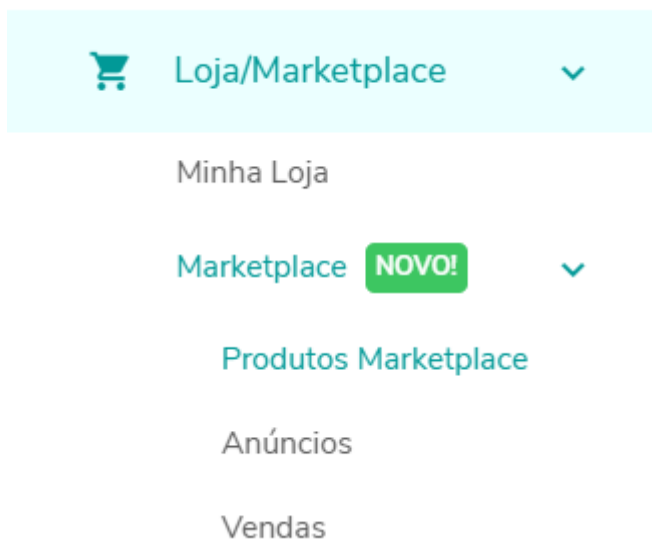 Loja/Marketplace
Minha Loja
Marketplace NOVO!
Produtos Marketplace
Anúncios
Vendas